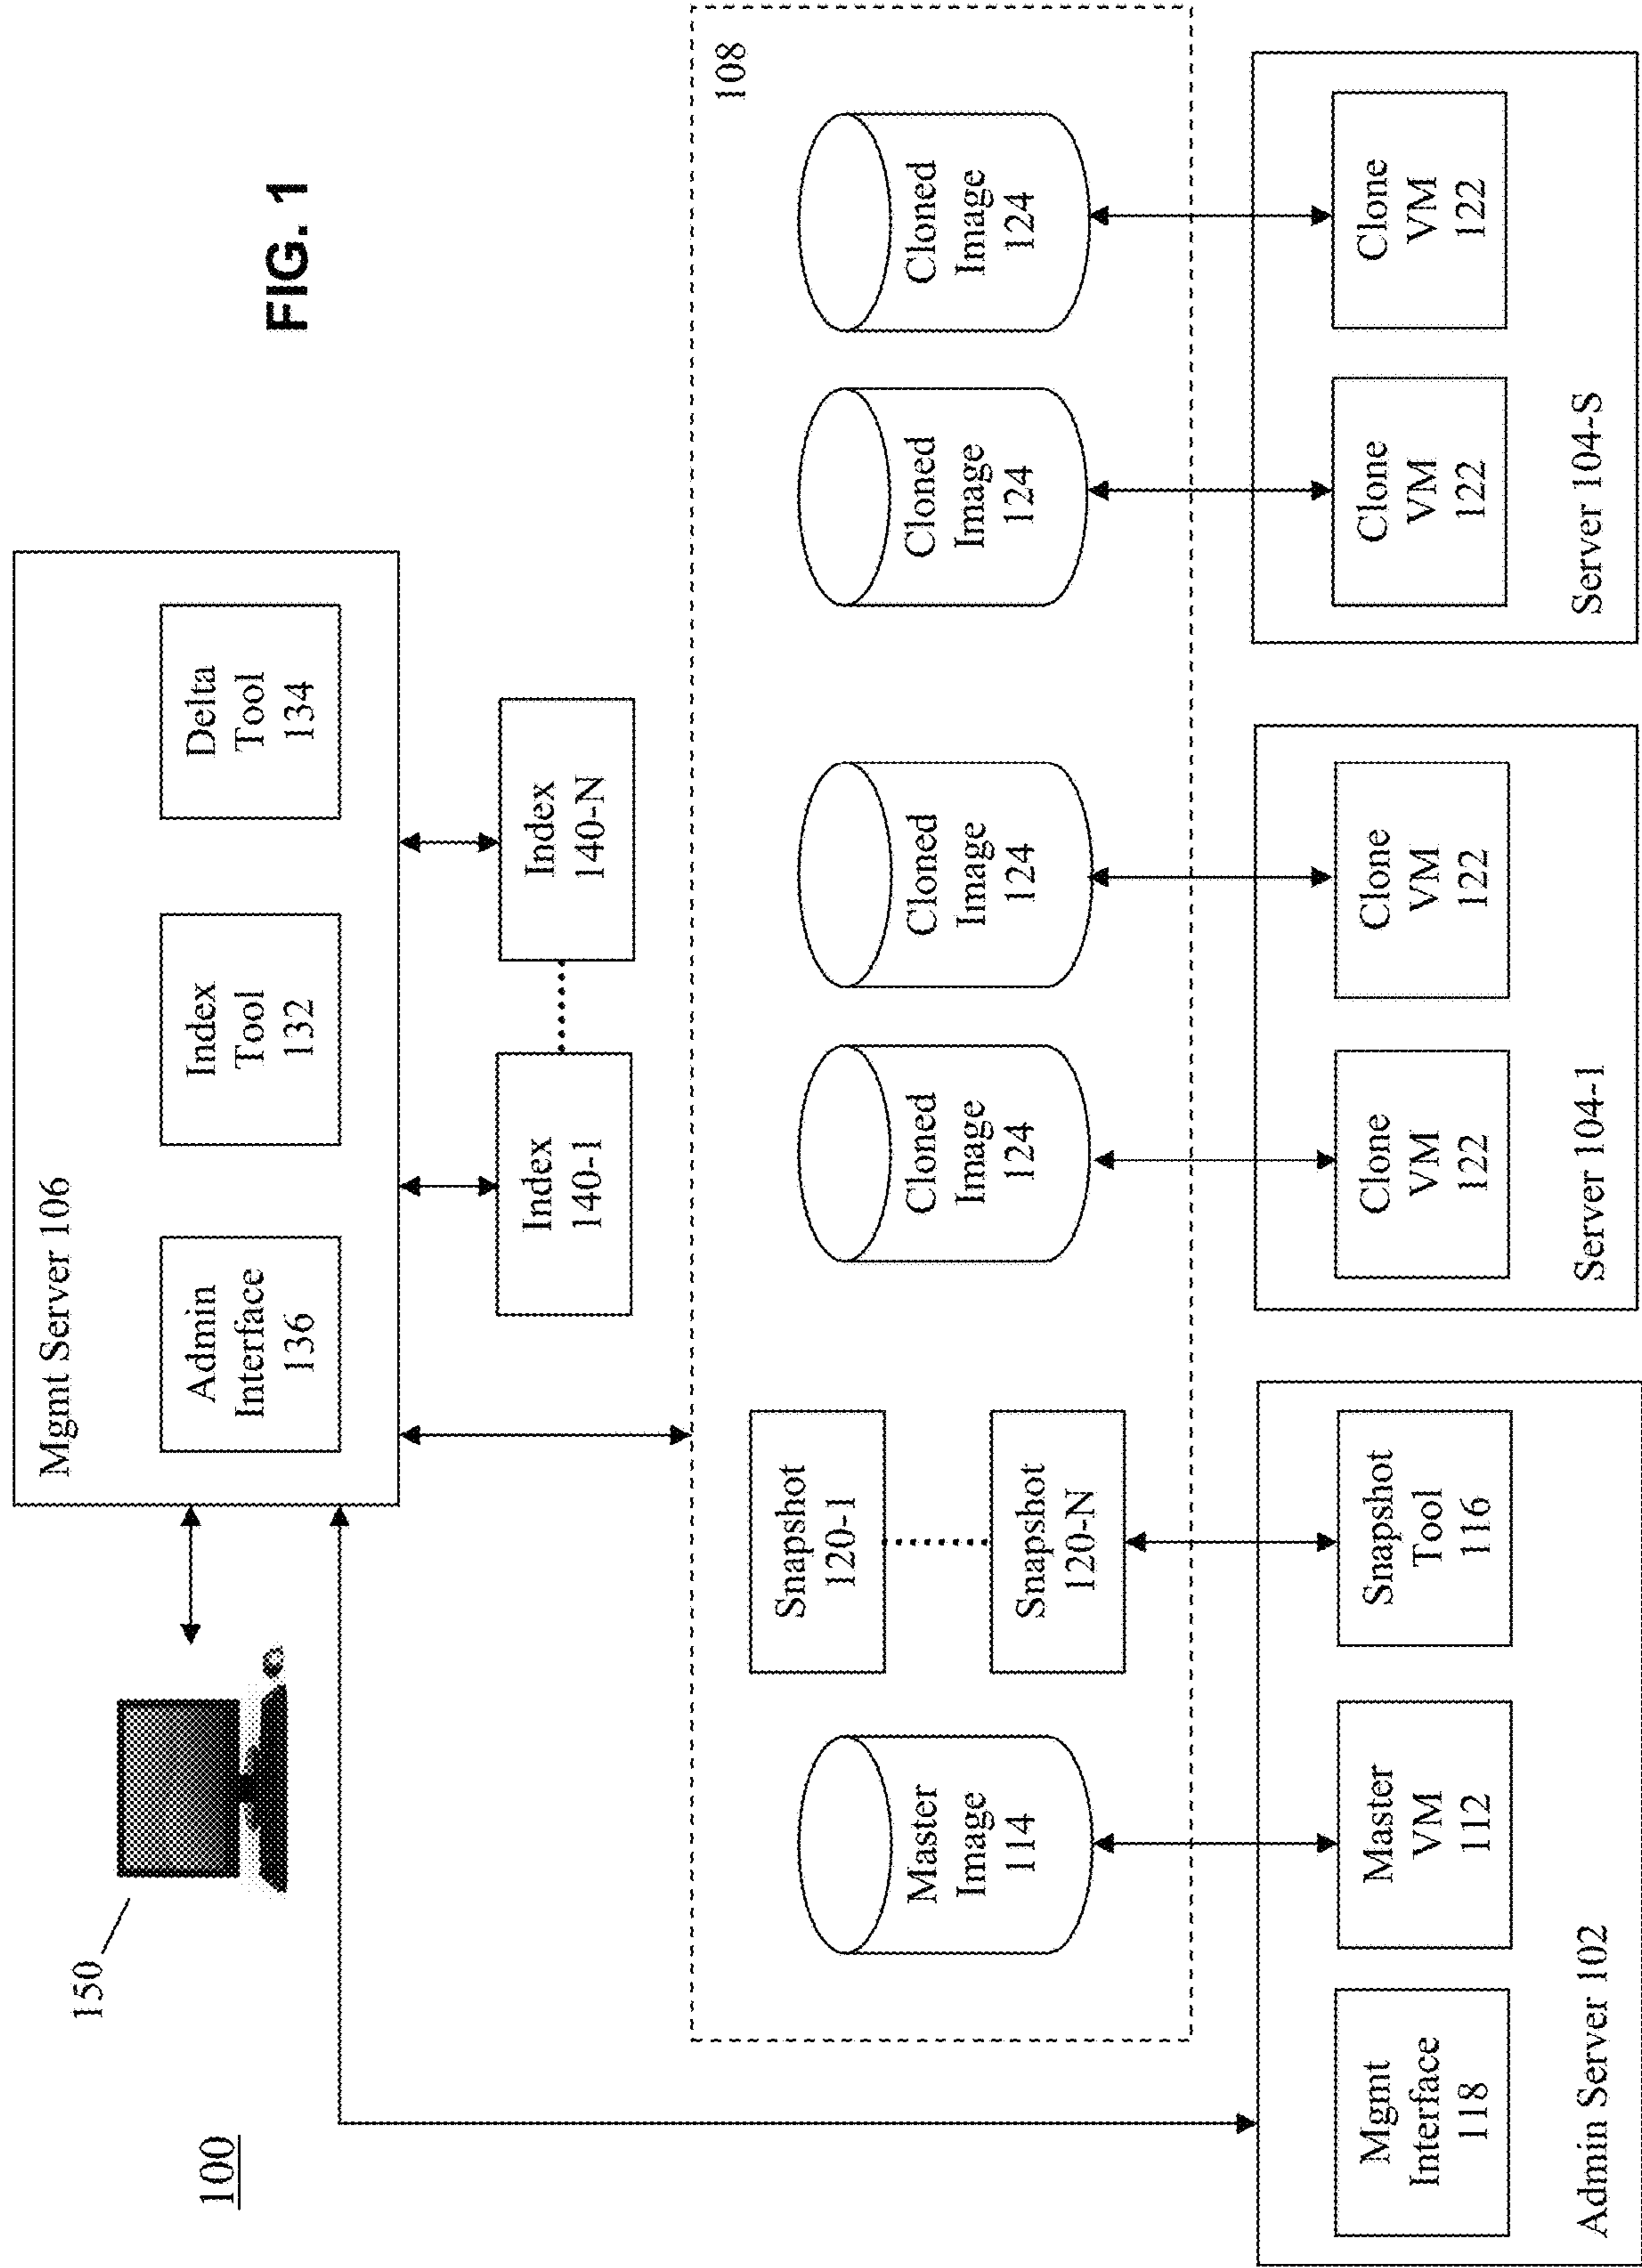 100
150
FIG. 1
Mgmt Server 106
Admin
Interface
136
Index
Tool
132
Delta
Tool
134
Index
140-1
Index
140-N
108
Master
Image
114
Snapshot
120-1
Snapshot
120-N
Cloned
Image
124
Cloned
Image
124
Cloned
Image
124
Cloned
Image
124
Mgmt
Interface
118
Master
VM
112
Snapshot
Tool
116
Admin Server 102
Clone
VM
122
Clone
VM
122
Server 104-1
Clone
VM
122
Clone
VM
122
Server 104-S